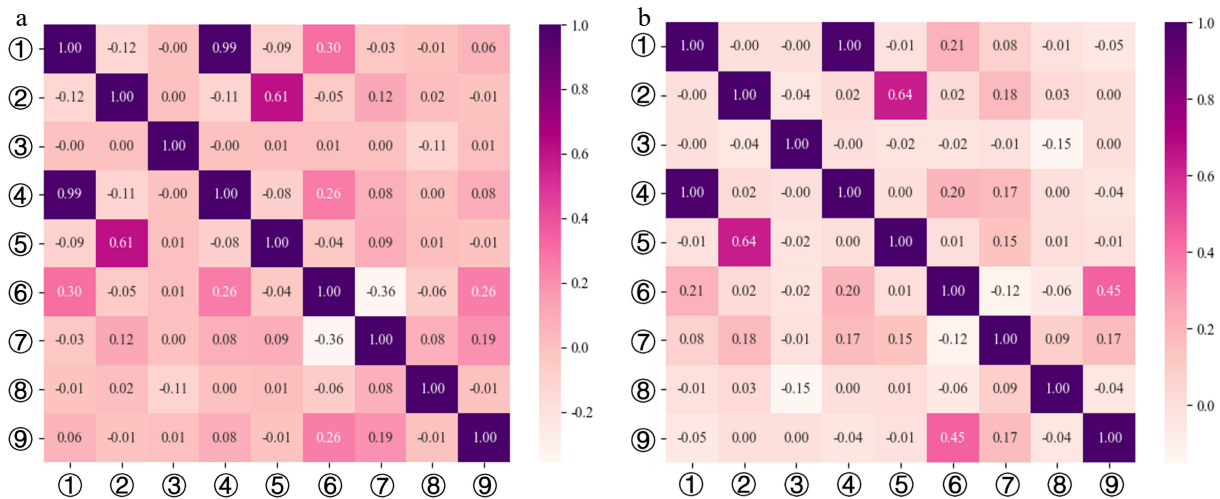 a
① 1.00 -0.12 -0.00 0.99 -0.09 0.30 -0.03 -0.01 0.06
② -0.12 1.00 0.00 -0.11 0.61 -0.05 0.12 0.02 -0.01
③ -0.00 0.00 1.00 -0.00 0.01 0.01 0.00 -0.11 0.01
④ 0.99 -0.11 -0.00 1.00 -0.08 0.26 0.08 0.00 0.08
⑤ -0.09 0.61 0.01 -0.08 1.00 -0.04 0.09 0.01 -0.01
⑥ 0.30 -0.05 0.01 0.26 -0.04 1.00 -0.36 -0.06 0.26
⑦ -0.03 0.12 0.00 0.08 0.09 -0.36 1.00 0.08 0.19
⑧ -0.01 0.02 -0.11 0.00 0.01 -0.06 0.08 1.00 -0.01
⑨ 0.06 -0.01 0.01 0.08 -0.01 0.26 0.19 -0.01 1.00
① ② ③ ④ ⑤ ⑥ ⑦ ⑧ ⑨
1.0
0.8
0.6
0.4
0.2
0.0
-0.2
b
① 1.00 -0.00 -0.00 1.00 -0.01 0.21 0.08 -0.01 -0.05
② -0.00 1.00 -0.04 0.02 0.64 0.02 0.18 0.03 0.00
③ -0.00 -0.04 1.00 -0.00 -0.02 -0.02 -0.01 -0.15 0.00
④ 1.00 0.02 -0.00 1.00 0.00 0.20 0.17 0.00 -0.04
⑤ -0.01 0.64 -0.02 0.00 1.00 0.01 0.15 0.01 -0.01
⑥ 0.21 0.02 -0.02 0.20 0.01 1.00 -0.12 -0.06 0.45
⑦ 0.08 0.18 -0.01 0.17 0.15 -0.12 1.00 0.09 0.17
⑧ -0.01 0.03 -0.15 0.00 0.01 -0.06 0.09 1.00 -0.04
⑨ -0.05 0.00 0.00 -0.04 -0.01 0.45 0.17 -0.04 1.00
① ② ③ ④ ⑤ ⑥ ⑦ ⑧ ⑨
1.0
0.8
0.6
0.4
0.2
0.0